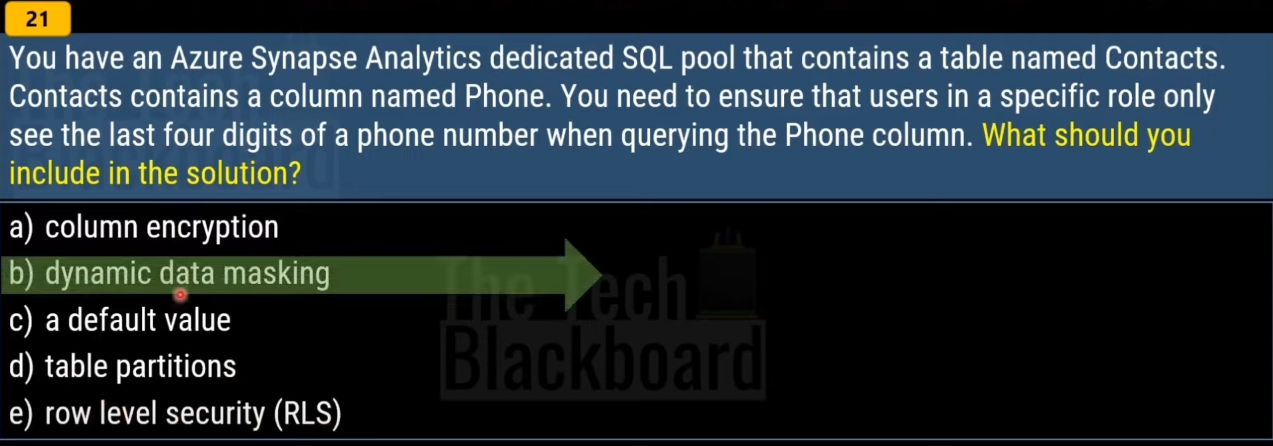 21
You have an Azure Synapse Analytics dedicated SQL pool that contains a table named Contacts.
Contacts contains a column named Phone. You need to ensure that users in a specific role only
see the last four digits of a phone number when querying the Phone column. What should you
include in the solution?
a) column encryption
b) dynamic data masking
c) a default value
d) table partitions
e) row level security (RLS)
The Tech
Blackboard